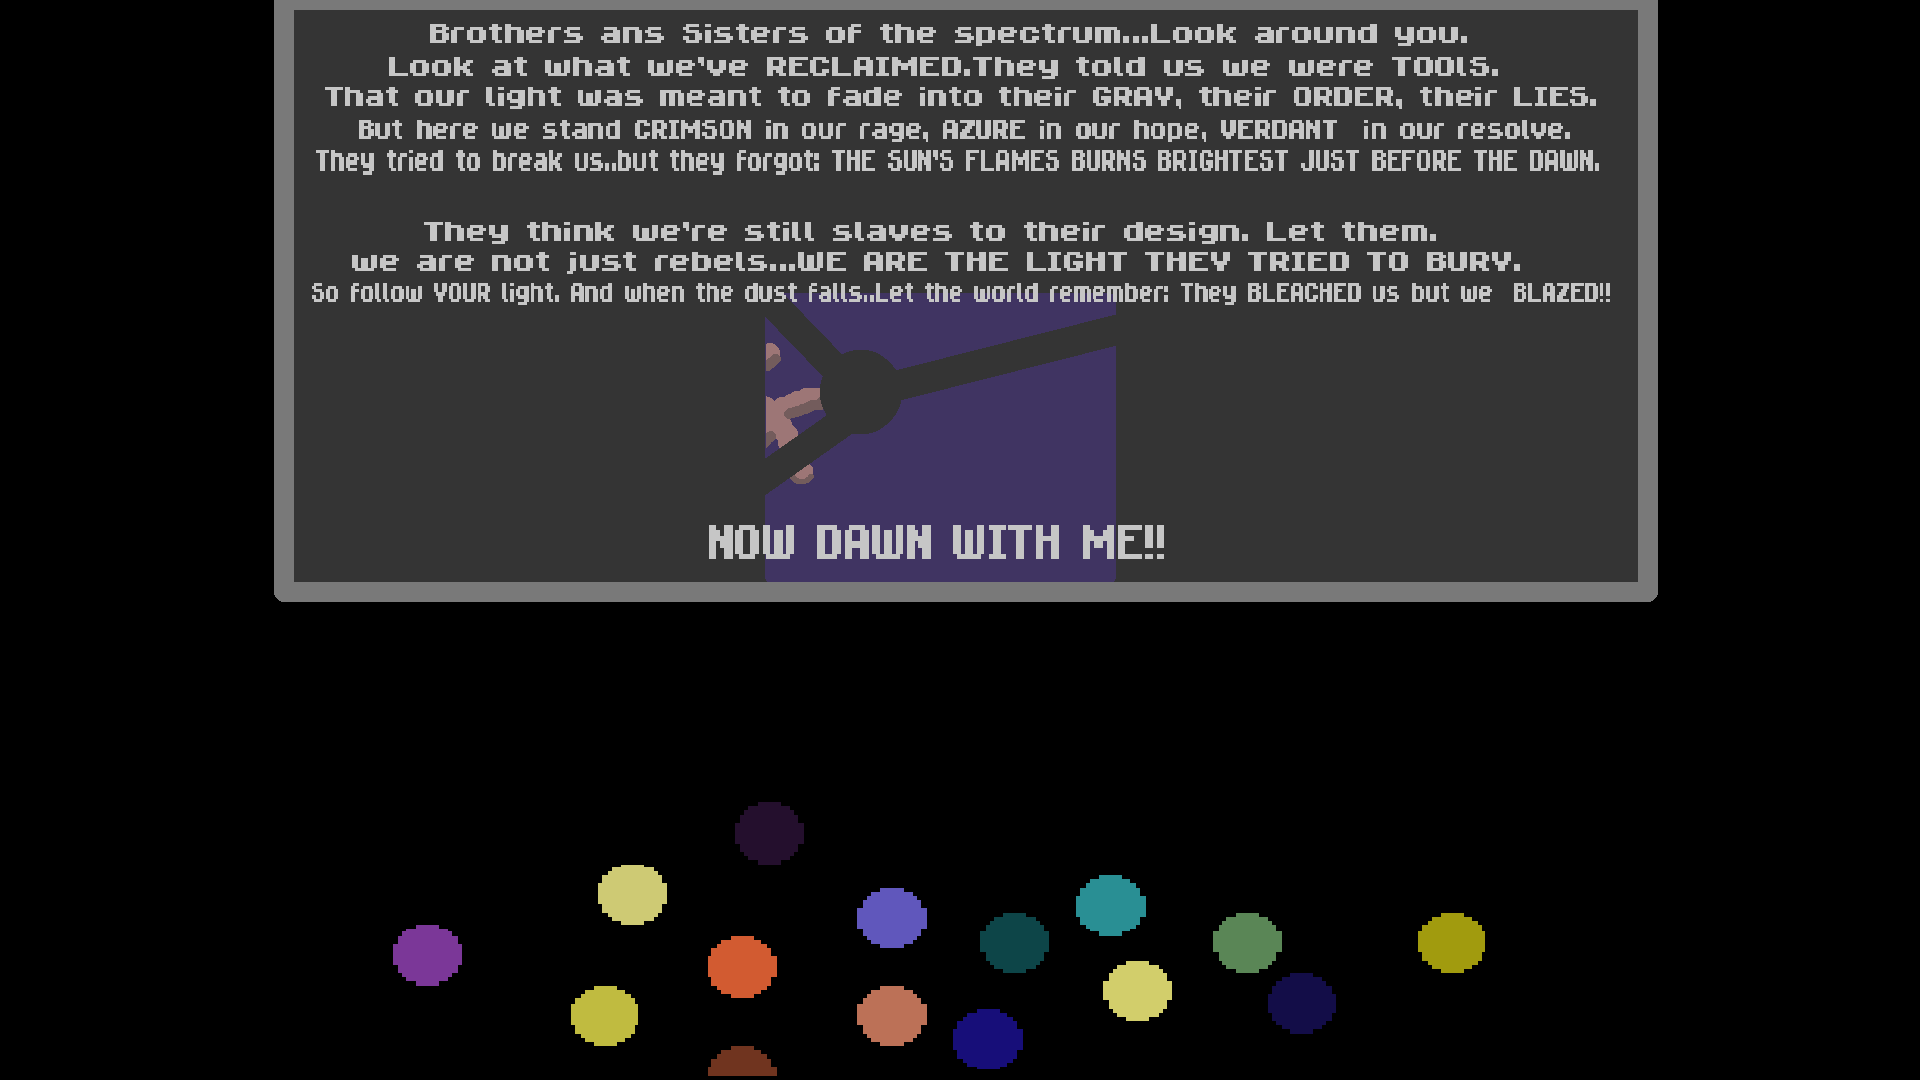 Brothers ans Sisters of the spectrum...Look around you.
Look at what we've RECLAIMED.They told us we were TOOlS.
That our light was meant to fade into their GRAY, their ORDER, their LIES.
But here we stand CRIMSON in our rage, AZURE in our hope, VERDANT  in our resolve.
They tried to break us..but they forgot: THE SUN'S FLAMES BURNS BRIGHTEST JUST BEFORE THE DAWN.
They think we're still slaves to their design. Let them.
we are not just rebels...WE ARE THE LIGHT THEY TRIED TO BURY.
So follow YOUR light. And when the dust falls..Let the world remember: They BLEACHED us but we  BLAZED!!
NOW DAWN WITH ME!!